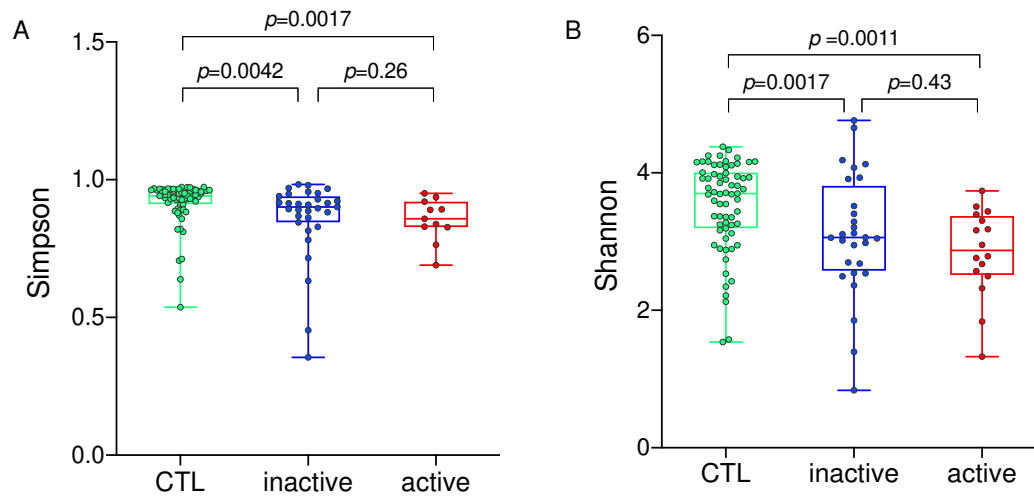 A
p=0.0017
p=0.0042
p=0.26
1.5
1.0
0.5
0.0
Simpson
CTL
inactive
active
B
p =0.0011
p=0.0017
p=0.43
6
4
2
0
Shannon
CTL
inactive
active